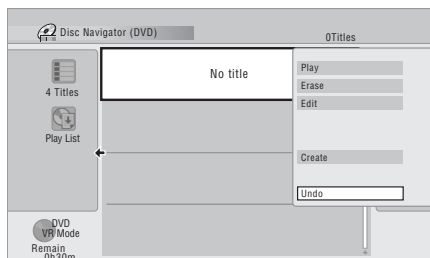 Disc Navigator (DVD)
0Titles
4 Titles
Play List
No title
Play
Erase
Edit
Create
Undo
DVD
VR Mode
Remain
0h30m